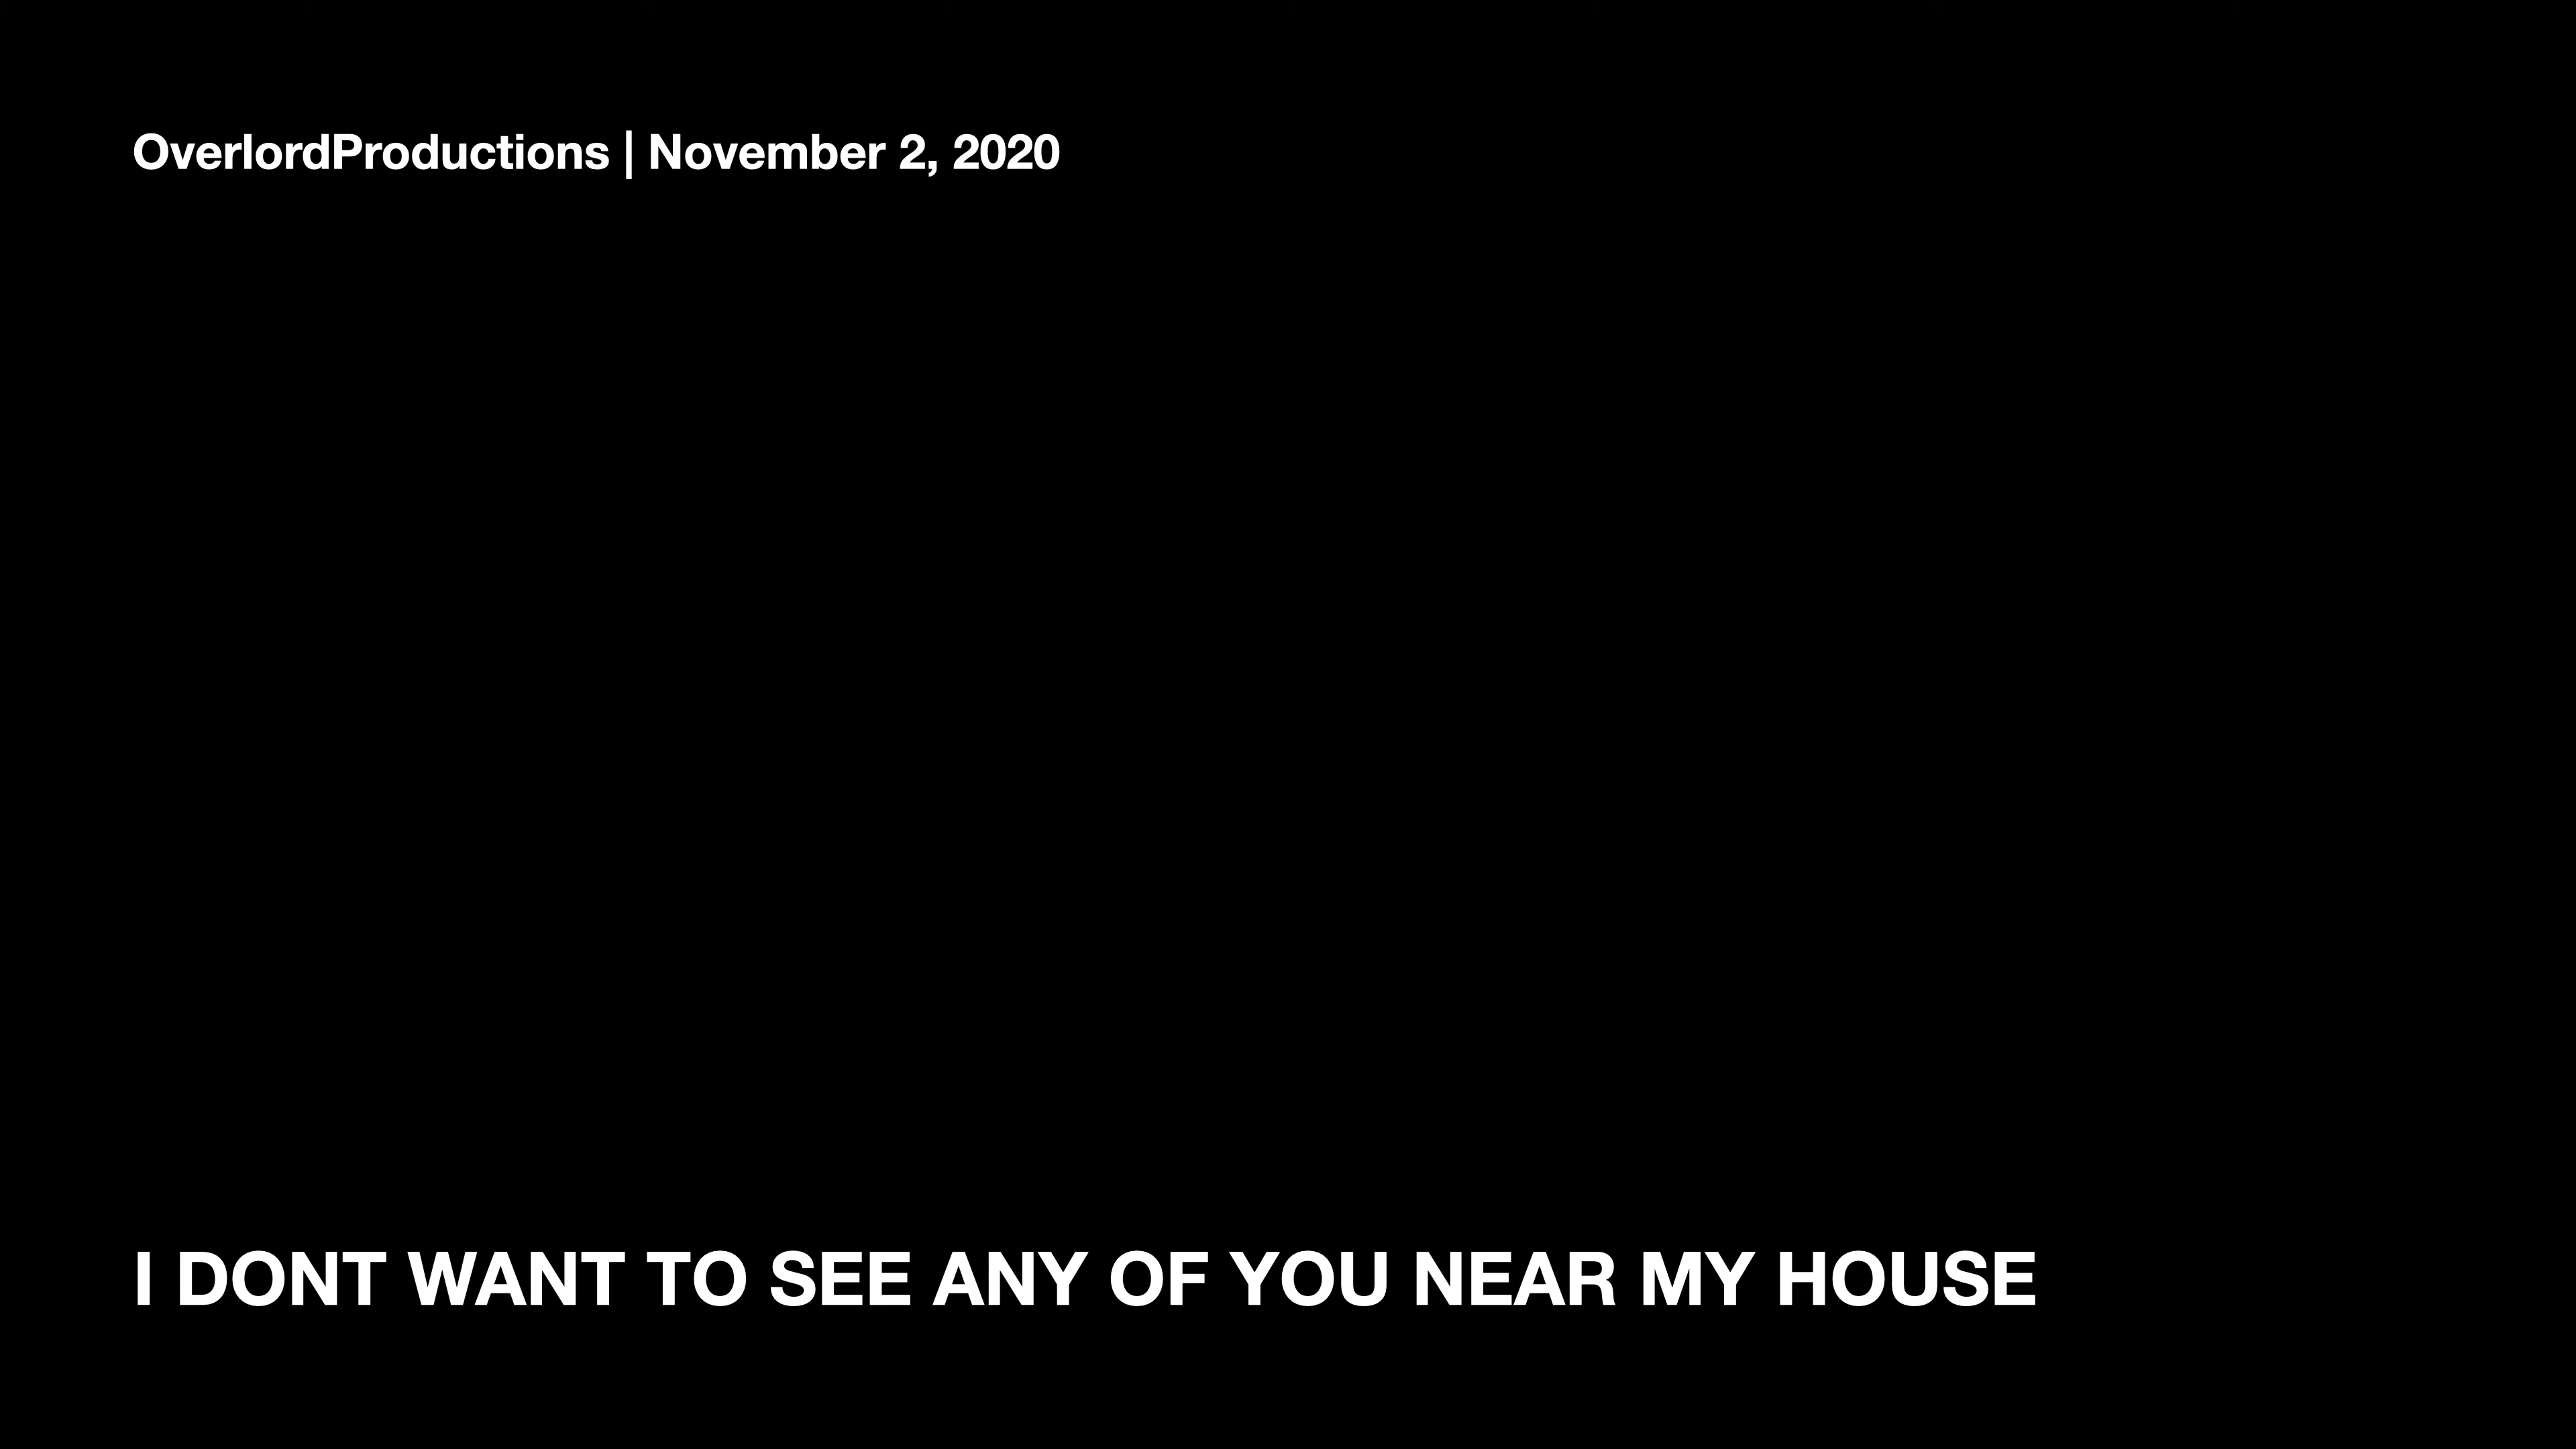 OverlordProductions | November 2, 2020
I DONT WANT TO SEE ANY OF YOU NEAR MY HOUSE